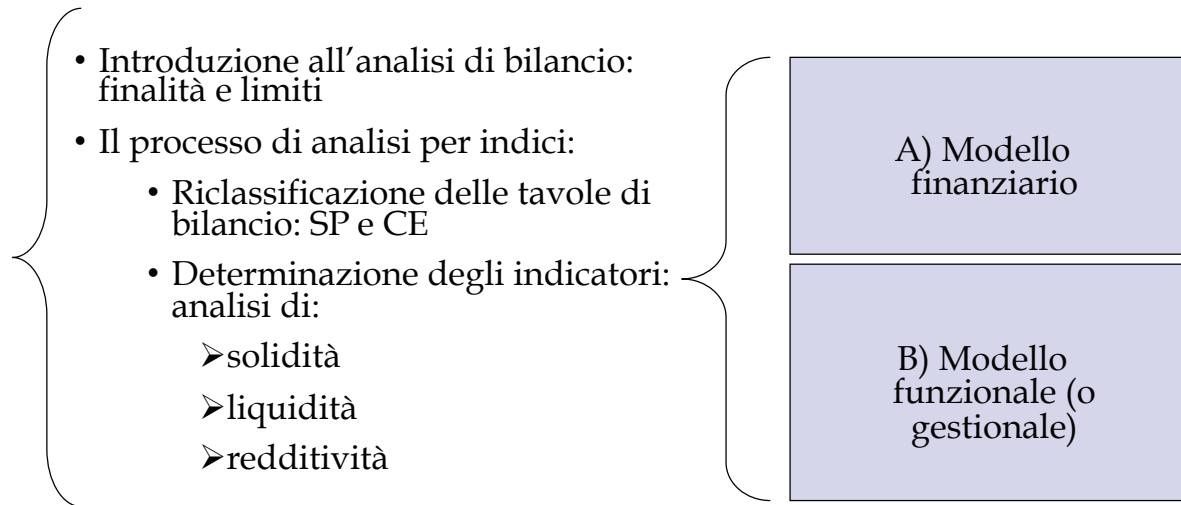 • Introduzione all’analisi di bilancio:
finalità e limiti
• Il processo di analisi per indici:
• Riclassificazione delle tavole di
bilancio: SP e CE
• Determinazione degli indicatori:
analisi di:
➢solidità
➢liquidità
➢redditività
A) Modello
finanziario
B) Modello
funzionale (o
gestionale)